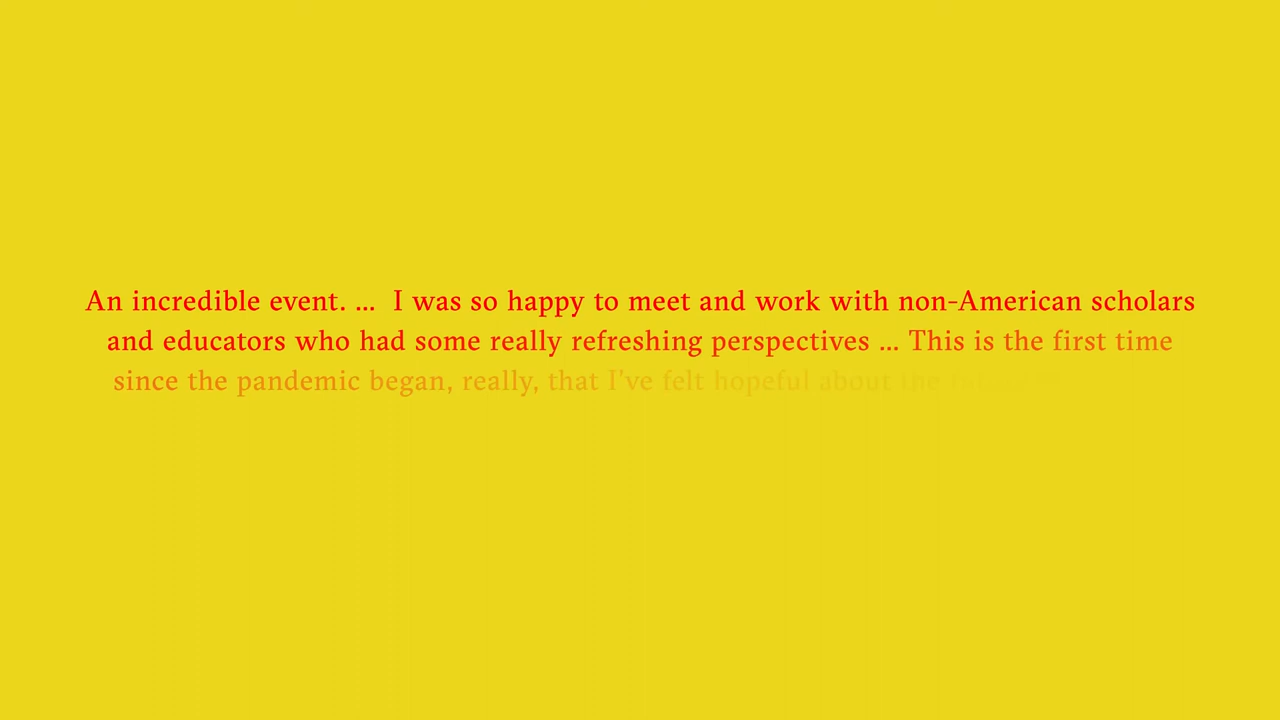 An incredible event. ... I was so happy to meet and work with non-American scholars
and educators who had some really refreshing perspectives ... This is the first time
since the pandemic began, really, that I've felt hopeful about the